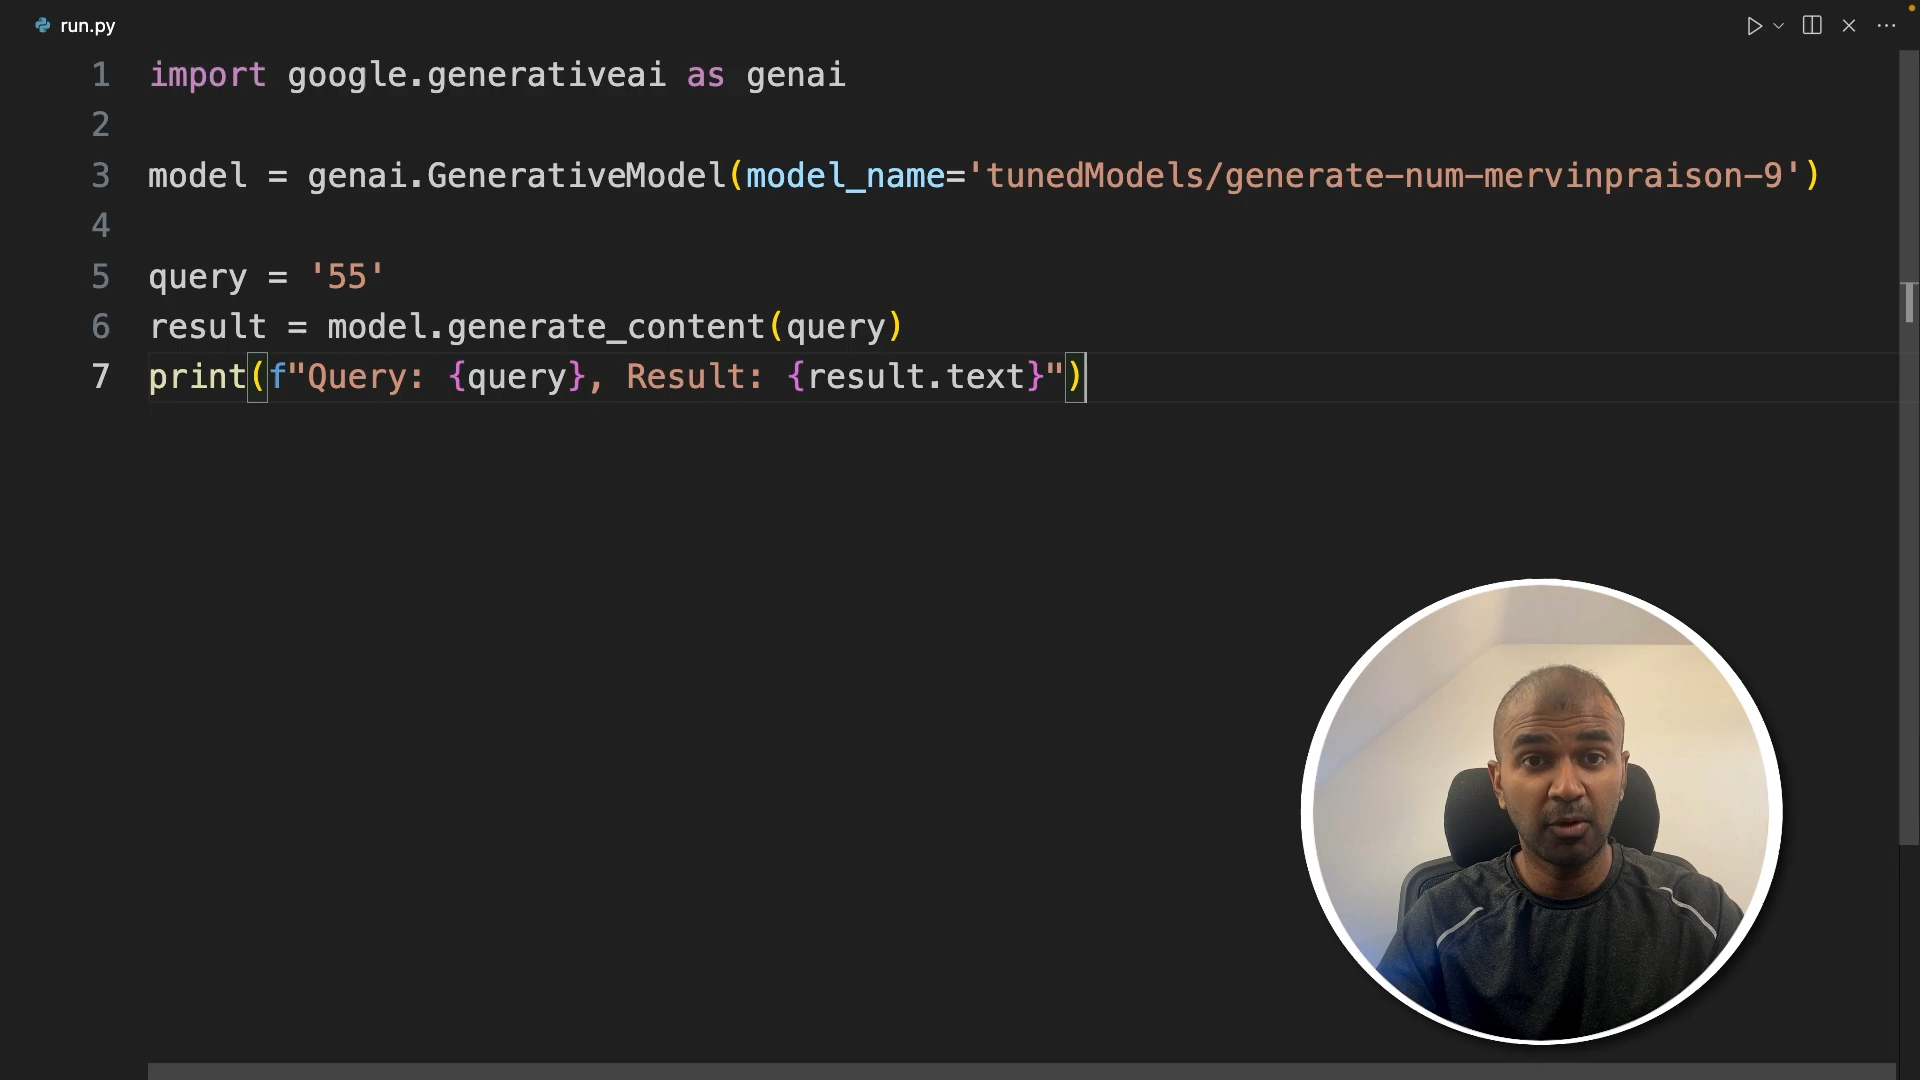 run.py
1 import google.generativeai as genai
2
3 model = genai.GenerativeModel(model_name='tunedModels/generate-num-mervinpraison-9')
4
5 query = '55'
6 result = model.generate_content(query)
7 print(f"Query: {query}, Result: {result.text}")